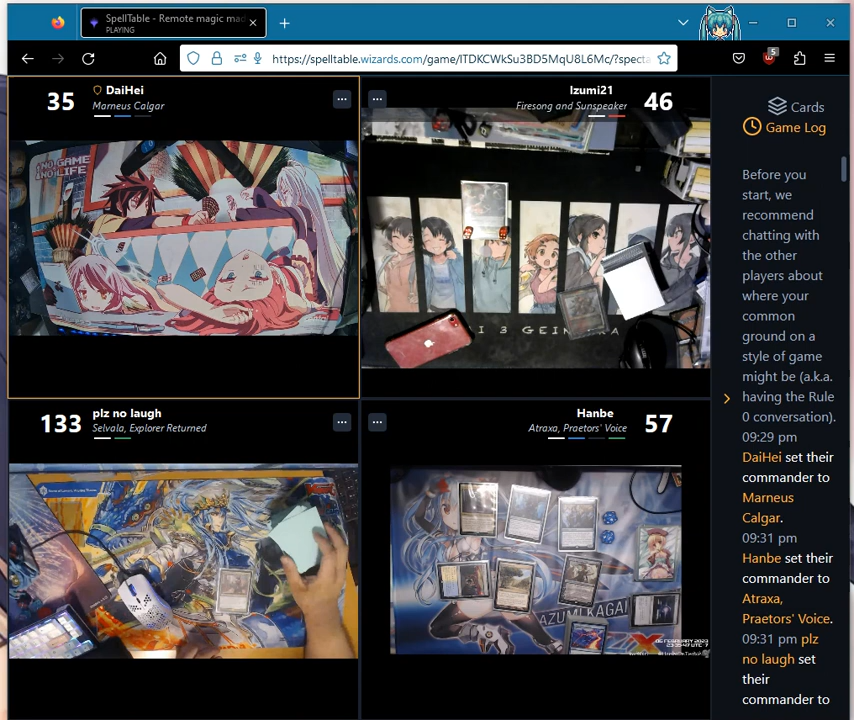 SpellTable - Remote magic mad
PLAYING
https://spelltable.wizards.com/game/ITDKCWkSu3BD5MqU8L6Mc/?specta
5
35
DaiHei
Marneus Calgar
Izumi21
Firesong and Sunspeaker
46
NO GAME
NO LIFE
133
plz no laugh
Selvala, Explorer Returned
Hanbe
Atraxa, Praetors' Voice
57
AZUMI KAGAI
Cards
Game Log
Before you
start, we
recommend
chatting with
the other
players about
where your
common
ground on a
style of game
might be (a.k.a.
having the Rule
0 conversation).
09:29 pm
DaiHei set their
commander to
Marneus
Calgar.
09:31 pm
Hanbe set their
commander to
Atraxa,
Praetors' Voice.
09:31 pm plz
no laugh set
their
commander to